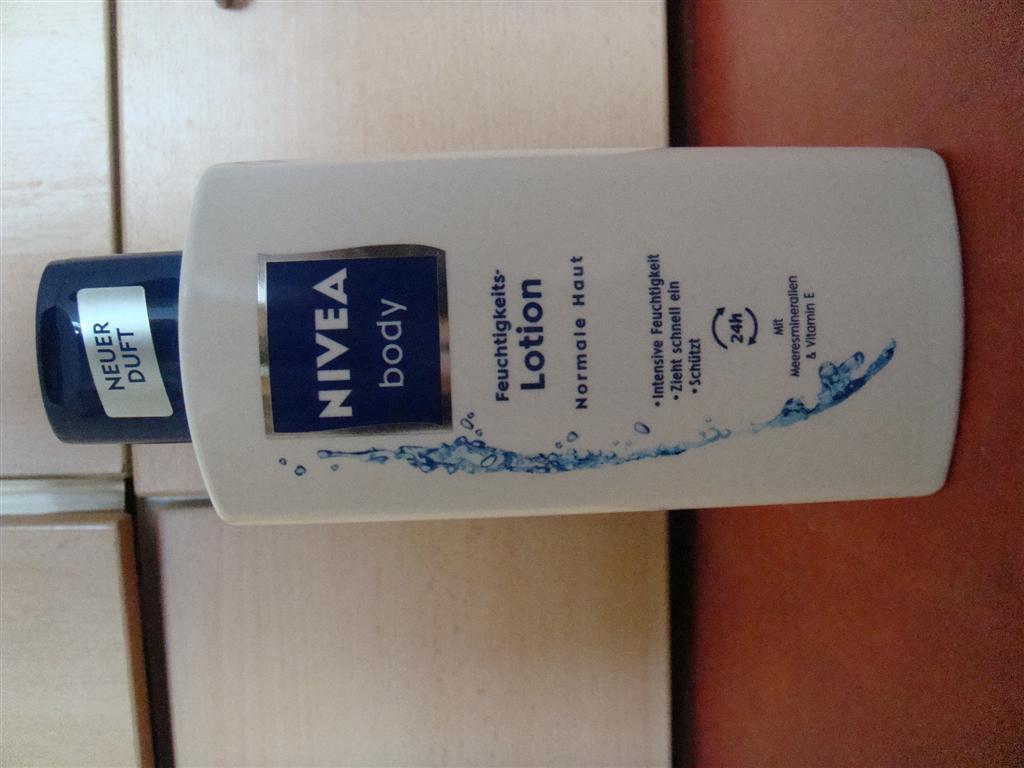 NEUER
DUFT
NIVEA
body
Feuchtigkeits-
Lotion
Normale Haut
• Intensive Feuchtigkeit
• Zieht schnell ein
• Schützt
24h
Mit
Meeresmineralien
& Vitamin E